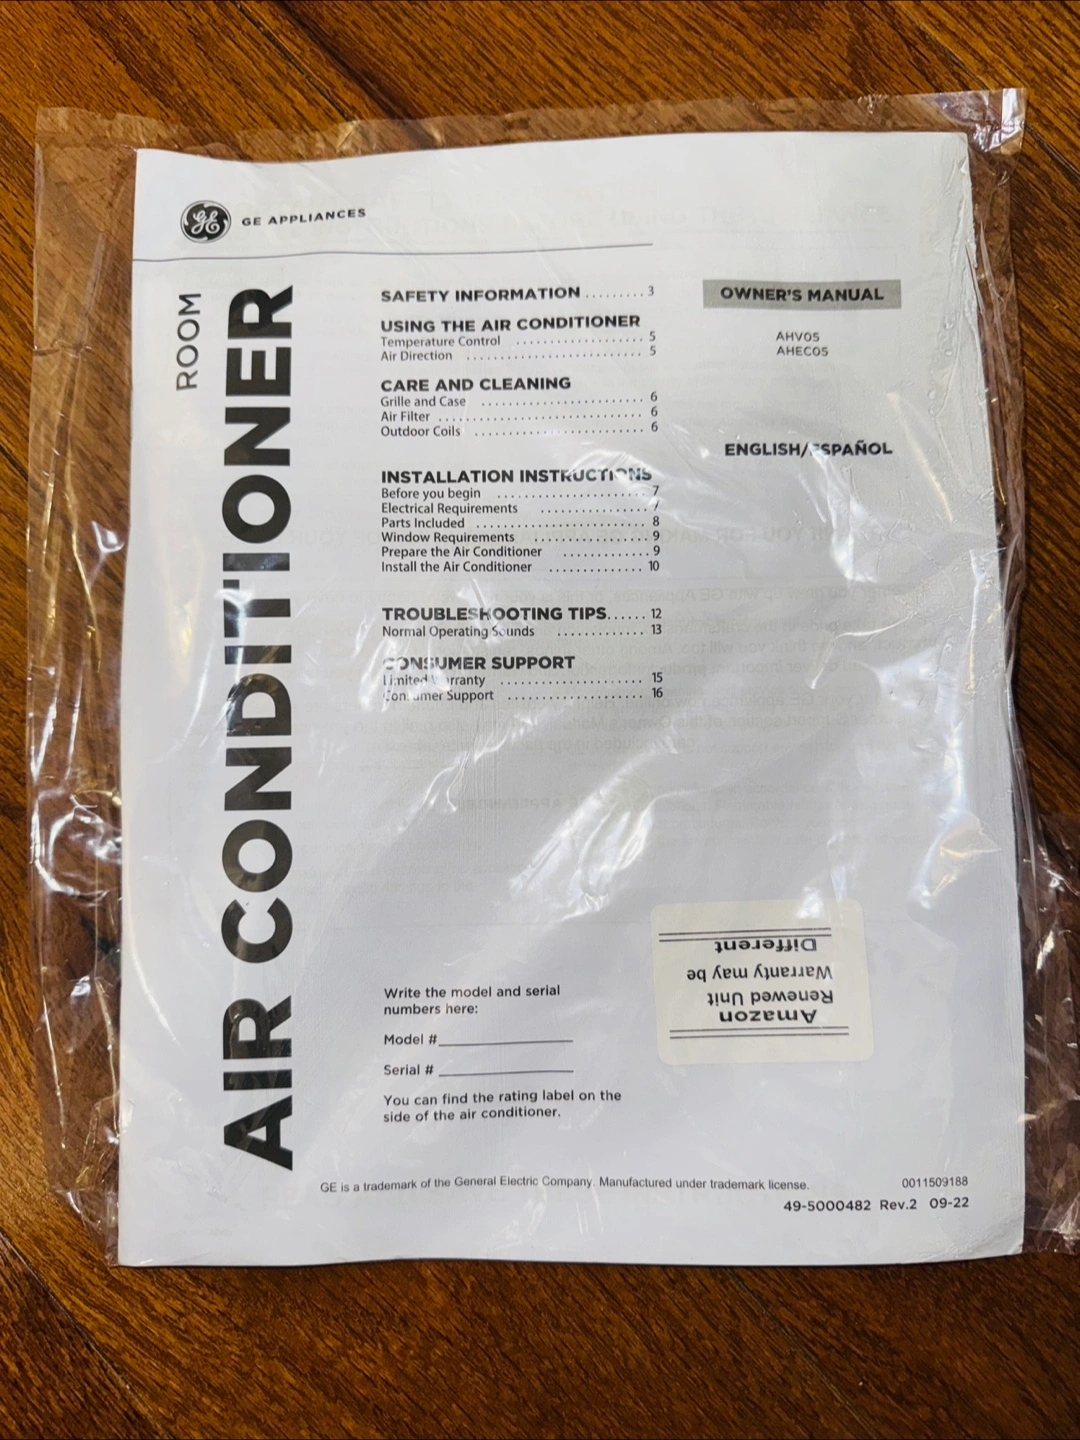 GE GE APPLIANCES
ROOM
AIR CONDITIONER
SAFETY INFORMATION ......... 3
USING THE AIR CONDITIONER
Temperature Control ................... 5
Air Direction .......................... 5
CARE AND CLEANING
Grille and Case ........................ 6
Air Filter .............................. 6
Outdoor Coils ......................... 6
INSTALLATION INSTRUCTIONS
Before you begin ...................... 7
Electrical Requirements ................ 7
Parts Included ......................... 8
Window Requirements ................. 9
Prepare the Air Conditioner ............. 9
Install the Air Conditioner .............. 10
TROUBLESHOOTING TIPS...... 12
Normal Operating Sounds ............. 13
CONSUMER SUPPORT
Limited Warranty ..................... 15
Consumer Support .................... 16
OWNER'S MANUAL
AHV05
AHEC05
ENGLISH/ESPAÑOL
Write the model and serial
numbers here:
Model #
Serial #
You can find the rating label on the
side of the air conditioner.
Amazon
Renewed Unit
Warranty may be
Different
GE is a trademark of the General Electric Company. Manufactured under trademark license.
0011509188
49-5000482 Rev.2 09-22